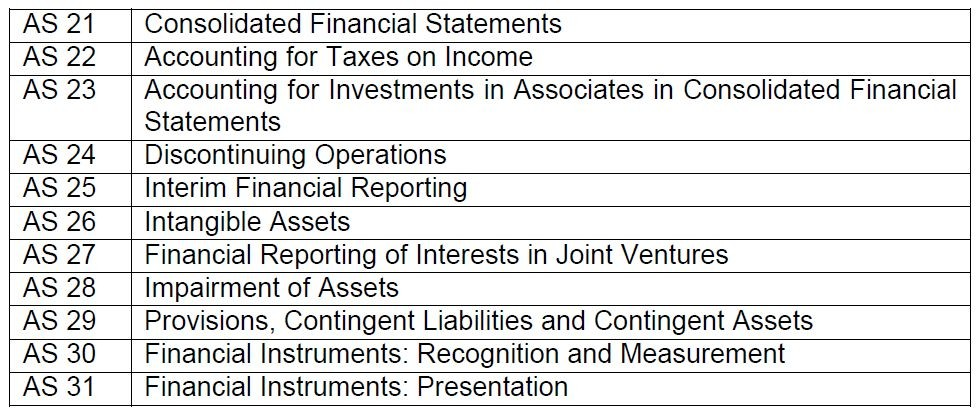 AS 21 Consolidated Financial Statements
AS 22 Accounting for Taxes on Income
AS 23 Accounting for Investments in Associates in Consolidated Financial
Statements
AS 24 Discontinuing Operations
AS 25 Interim Financial Reporting
AS 26 Intangible Assets
AS 27 Financial Reporting of Interests in Joint Ventures
AS 28 Impairment of Assets
AS 29 Provisions, Contingent Liabilities and Contingent Assets
AS 30 Financial Instruments: Recognition and Measurement
AS 31 Financial Instruments: Presentation